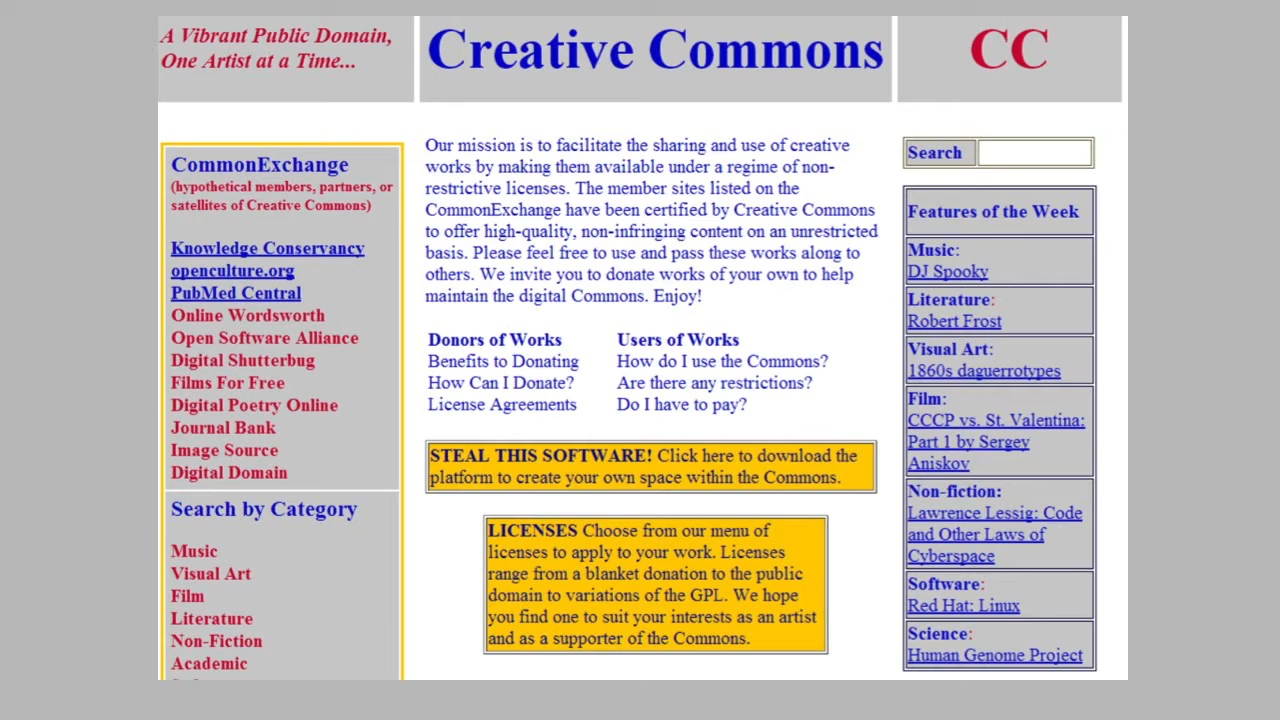 A Vibrant Public Domain,
One Artist at a Time...
Creative Commons
CC
CommonExchange
(hypothetical members, partners, or
satellites of Creative Commons)
Knowledge Conservancy
openculture.org
PubMed Central
Online Wordsworth
Open Software Alliance
Digital Shutterbug
Films For Free
Digital Poetry Online
Journal Bank
Image Source
Digital Domain
Search by Category
Music
Visual Art
Film
Literature
Non-Fiction
Academic
Our mission is to facilitate the sharing and use of creative
works by making them available under a regime of non-
restrictive licenses. The member sites listed on the
CommonExchange have been certified by Creative Commons
to offer high-quality, non-infringing content on an unrestricted
basis. Please feel free to use and pass these works along to
others. We invite you to donate works of your own to help
maintain the digital Commons. Enjoy!
Donors of Works
Benefits to Donating
How Can I Donate?
License Agreements
Users of Works
How do I use the Commons?
Are there any restrictions?
Do I have to pay?
STEAL THIS SOFTWARE! Click here to download the
platform to create your own space within the Commons.
LICENSES Choose from our menu of
licenses to apply to your work. Licenses
range from a blanket donation to the public
domain to variations of the GPL. We hope
you find one to suit your interests as an artist
and as a supporter of the Commons.
Search
Features of the Week
Music:
DJ Spooky
Literature:
Robert Frost
Visual Art:
1860s daguerrotypes
Film:
CCCP vs. St. Valentina:
Part 1 by Sergey
Aniskov
Non-fiction:
Lawrence Lessig: Code
and Other Laws of
Cyberspace
Software:
Red Hat: Linux
Science:
Human Genome Project